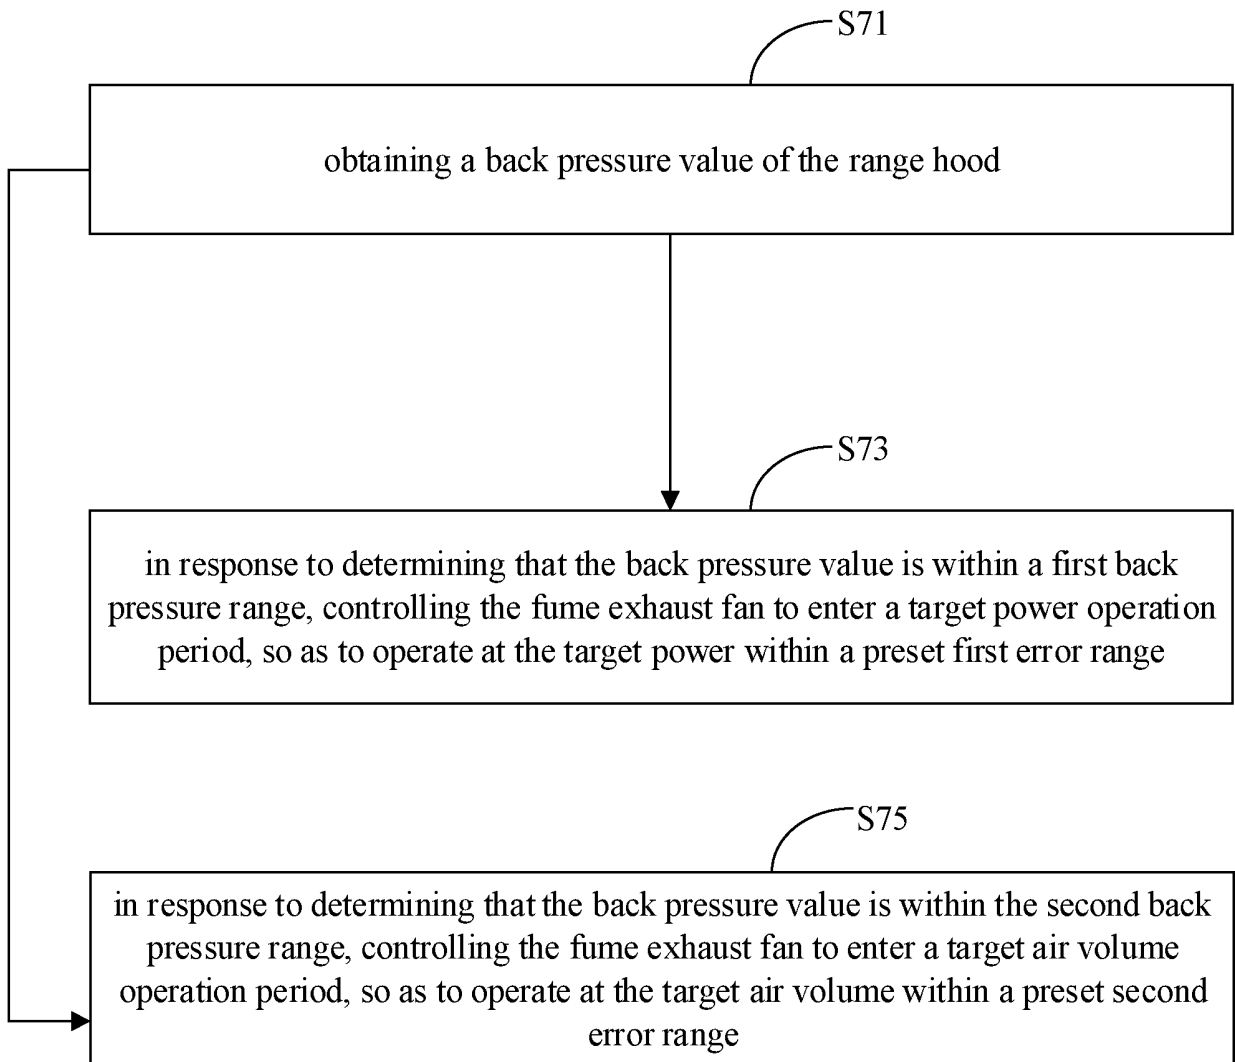 S71
obtaining a back pressure value of the range hood
S73
in response to determining that the back pressure value is within a first back
pressure range, controlling the fume exhaust fan to enter a target power operation
period, so as to operate at the target power within a preset first error range
S75
in response to determining that the back pressure value is within the second back
pressure range, controlling the fume exhaust fan to enter a target air volume
operation period, so as to operate at the target air volume within a preset second
error range